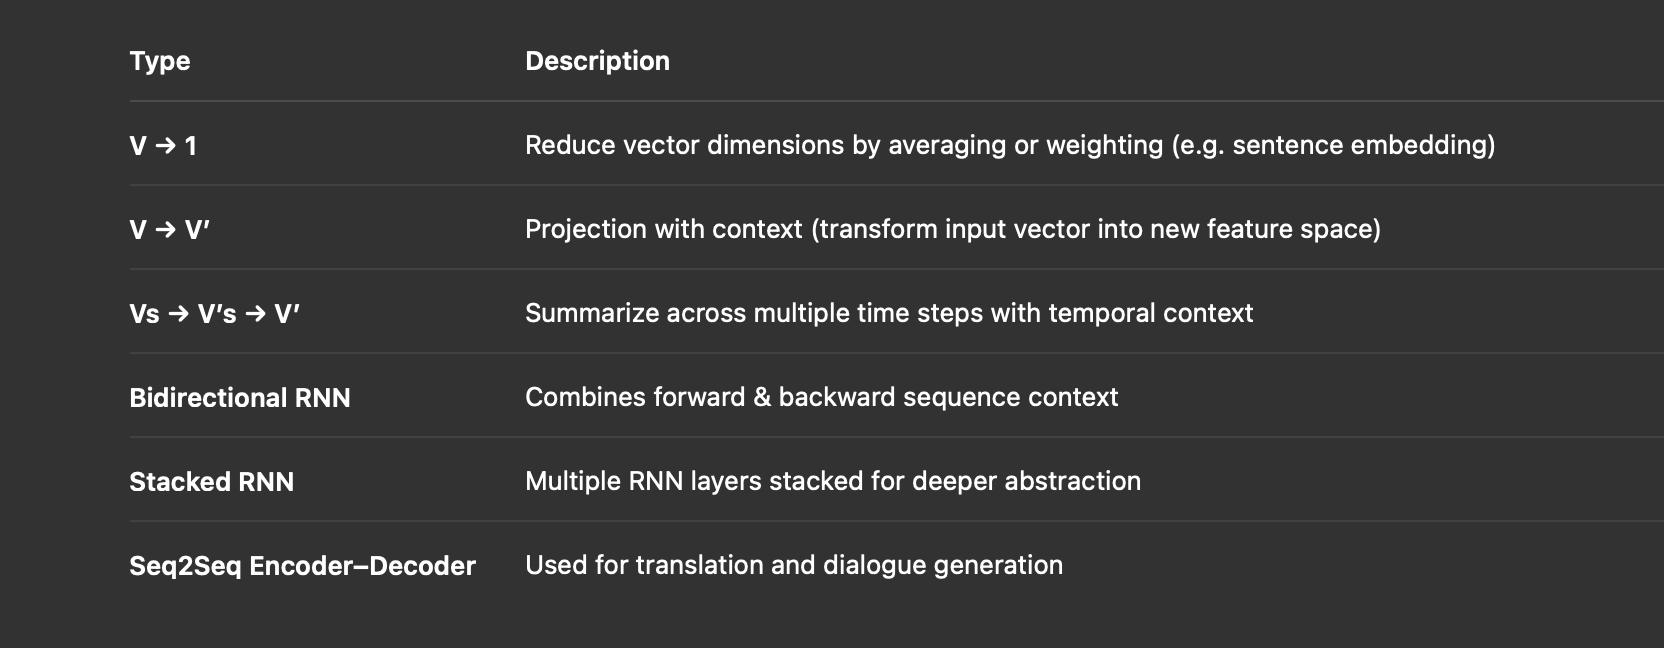 Type Description
V → 1 Reduce vector dimensions by averaging or weighting (e.g. sentence embedding)
V → V′ Projection with context (transform input vector into new feature space)
Vs → V′s → V′ Summarize across multiple time steps with temporal context
Bidirectional RNN Combines forward & backward sequence context
Stacked RNN Multiple RNN layers stacked for deeper abstraction
Seq2Seq Encoder–Decoder Used for translation and dialogue generation